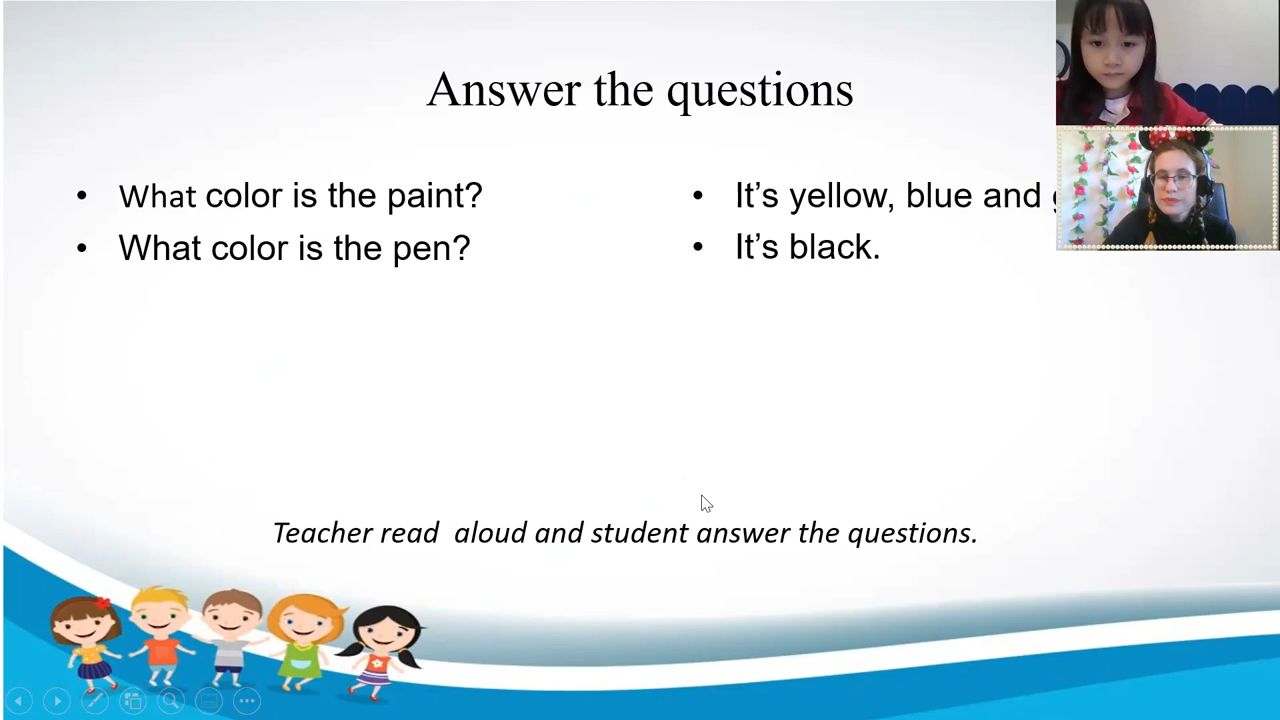 Answer the questions
• What color is the paint?
• What color is the pen?
• It’s yellow, blue and
• It’s black.
Teacher read  aloud and student answer the questions.